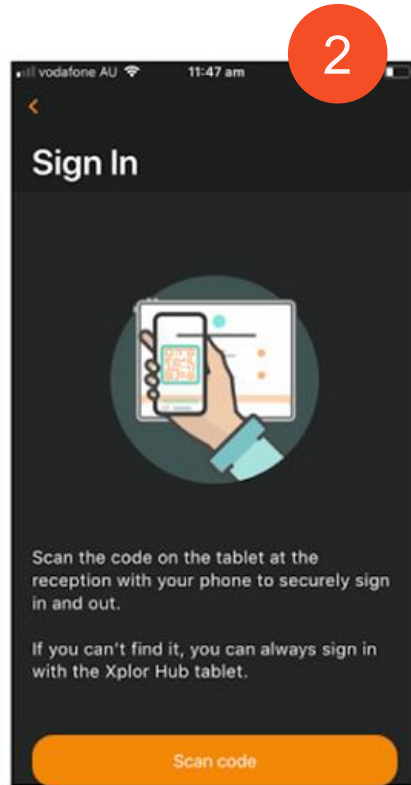 2
vodafone AU 11:47 am
Sign In
Scan the code on the tablet at the
reception with your phone to securely sign
in and out.
If you can't find it, you can always sign in
with the Xplor Hub tablet.
Scan code